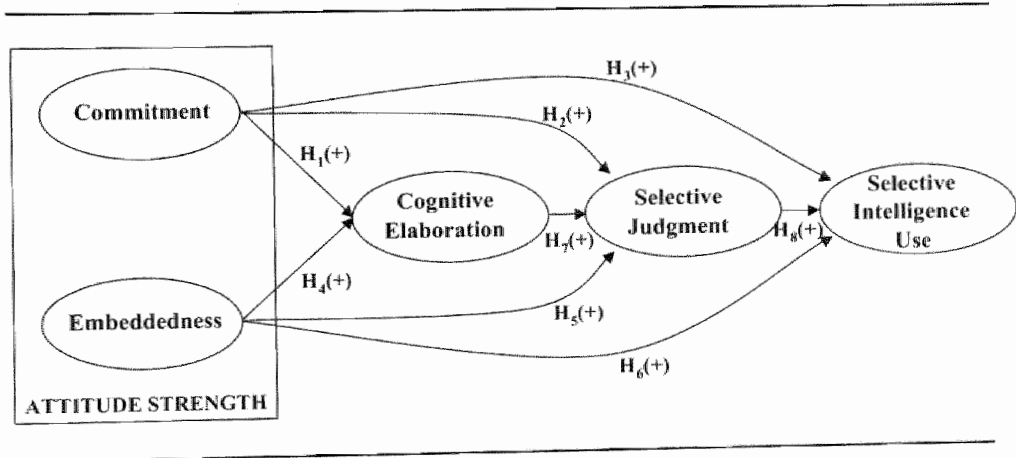 Commitment
H₃(+)
H₂(+)
H₁(+)
Cognitive
Elaboration
Selective
Judgment
Selective
Intelligence
Use
H₇(+)
H₈(+)
H₄(+)
H₅(+)
Embeddedness
H₆(+)
ATTITUDE STRENGTH